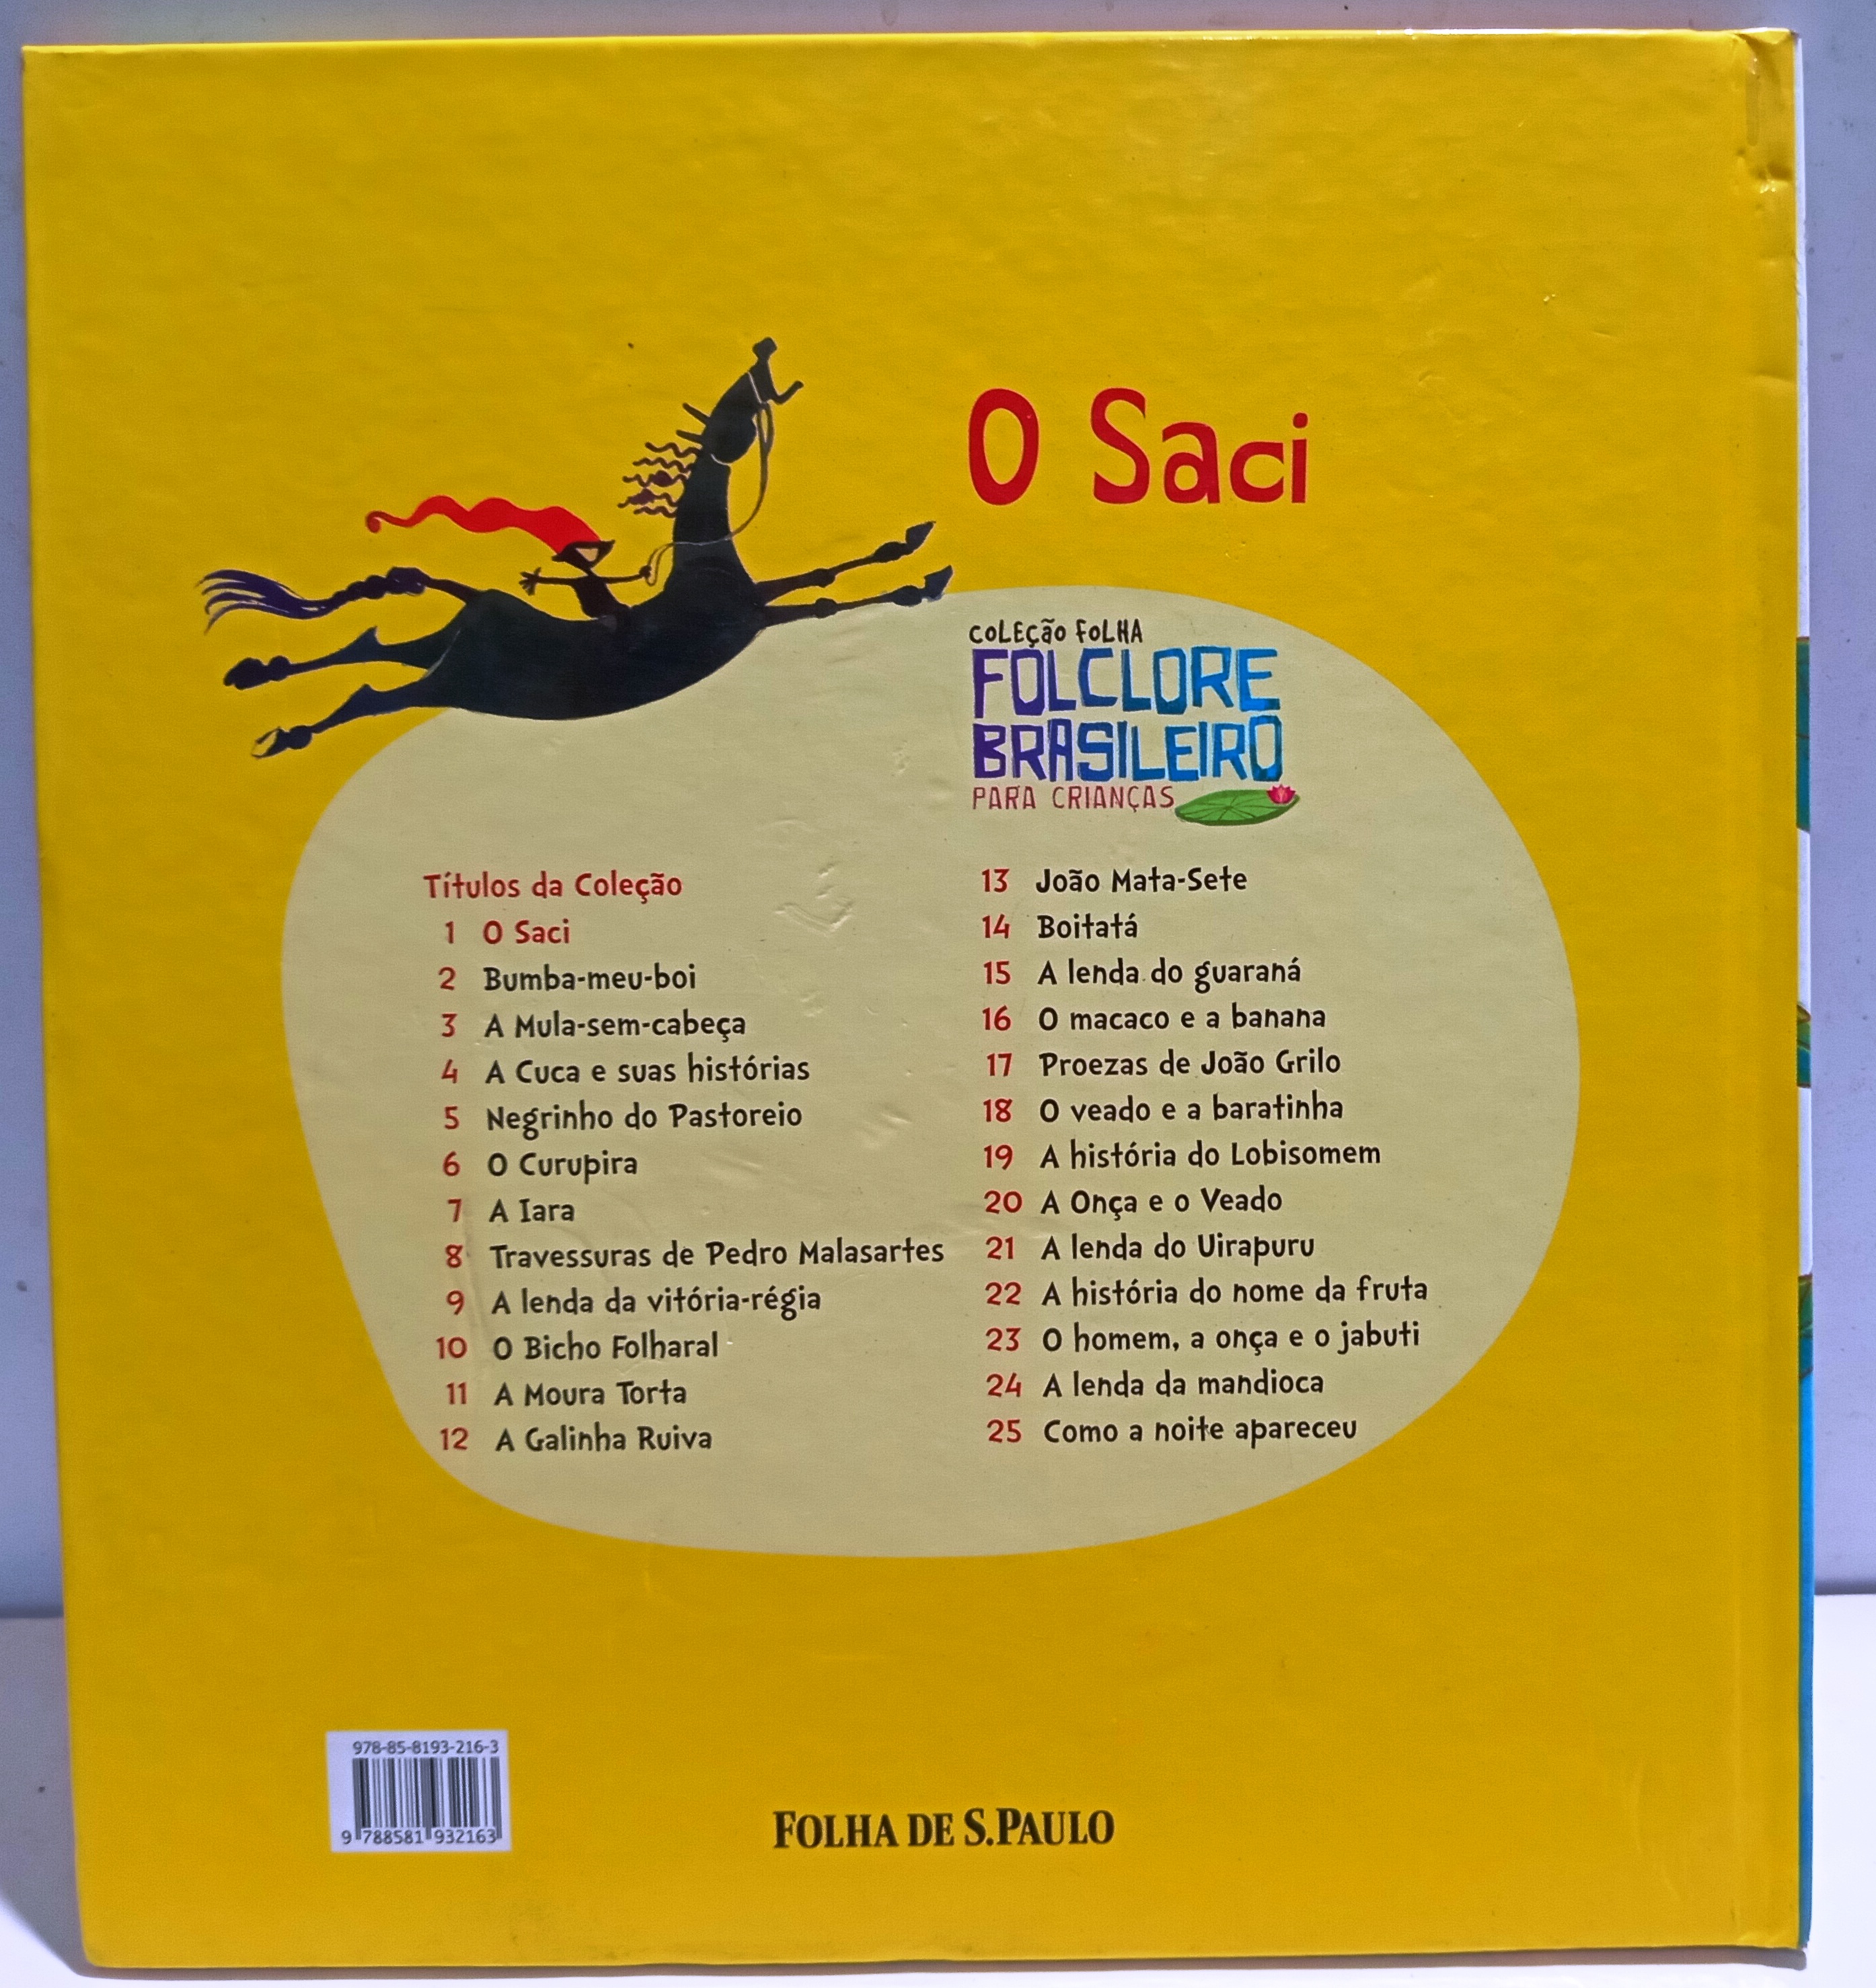 O Saci
COLEÇÃO FOLHA
FOLCLORE
BRASILEIRO
PARA CRIANÇAS
Títulos da Coleção
1 O Saci
2 Bumba-meu-boi
3 A Mula-sem-cabeça
4 A Cuca e suas histórias
5 Negrinho do Pastoreio
6 O Curupira
7 A Iara
8 Travessuras de Pedro Malasartes
9 A lenda da vitória-régia
10 O Bicho Folharal
11 A Moura Torta
12 A Galinha Ruiva
13 João Mata-Sete
14 Boitatá
15 A lenda do guaraná
16 O macaco e a banana
17 Proezas de João Grilo
18 O veado e a baratinha
19 A história do Lobisomem
20 A Onça e o Veado
21 A lenda do Uirapuru
22 A história do nome da fruta
23 O homem, a onça e o jabuti
24 A lenda da mandioca
25 Como a noite apareceu
978-85-8193-216-3
9 788581 932163
FOLHA DE S.PAULO